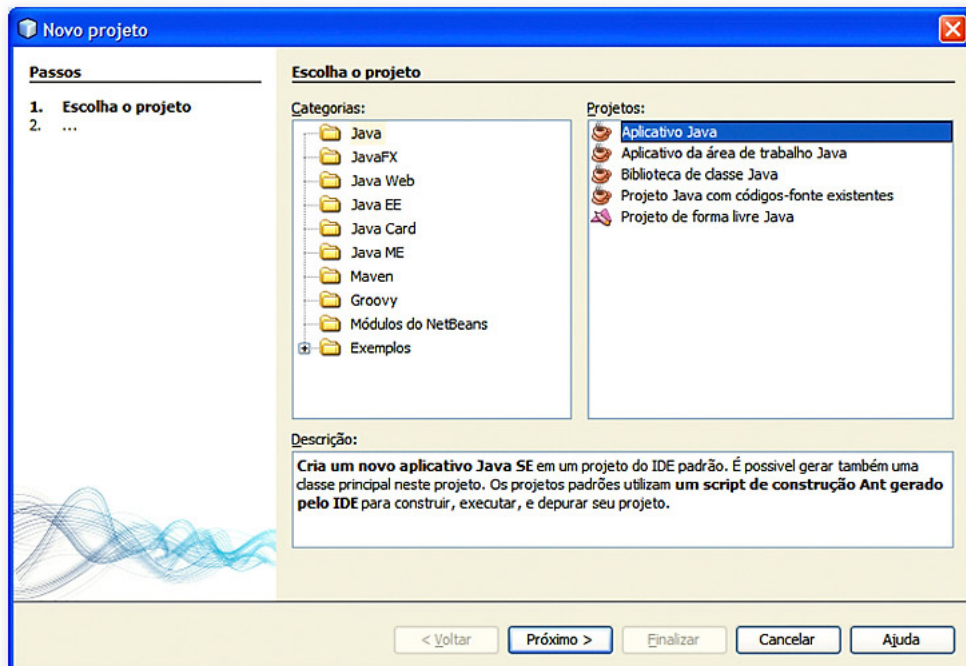 Novo projeto
Passos
1. Escolha o projeto
2. ...
Escolha o projeto
Categorias:
Java
JavaFX
Java Web
Java EE
Java Card
Java ME
Maven
Groovy
Módulos do NetBeans
Exemplos
Projetos:
Aplicativo Java
Aplicativo da área de trabalho Java
Biblioteca de classe Java
Projeto Java com códigos-fonte existentes
Projeto de forma livre Java
Descrição:
Cria um novo aplicativo Java SE em um projeto do IDE padrão. É possivel gerar também uma
classe principal neste projeto. Os projetos padrões utilizam um script de construção Ant gerado
pelo IDE para construir, executar, e depurar seu projeto.
< Voltar
Próximo >
Finalizar
Cancelar
Ajuda